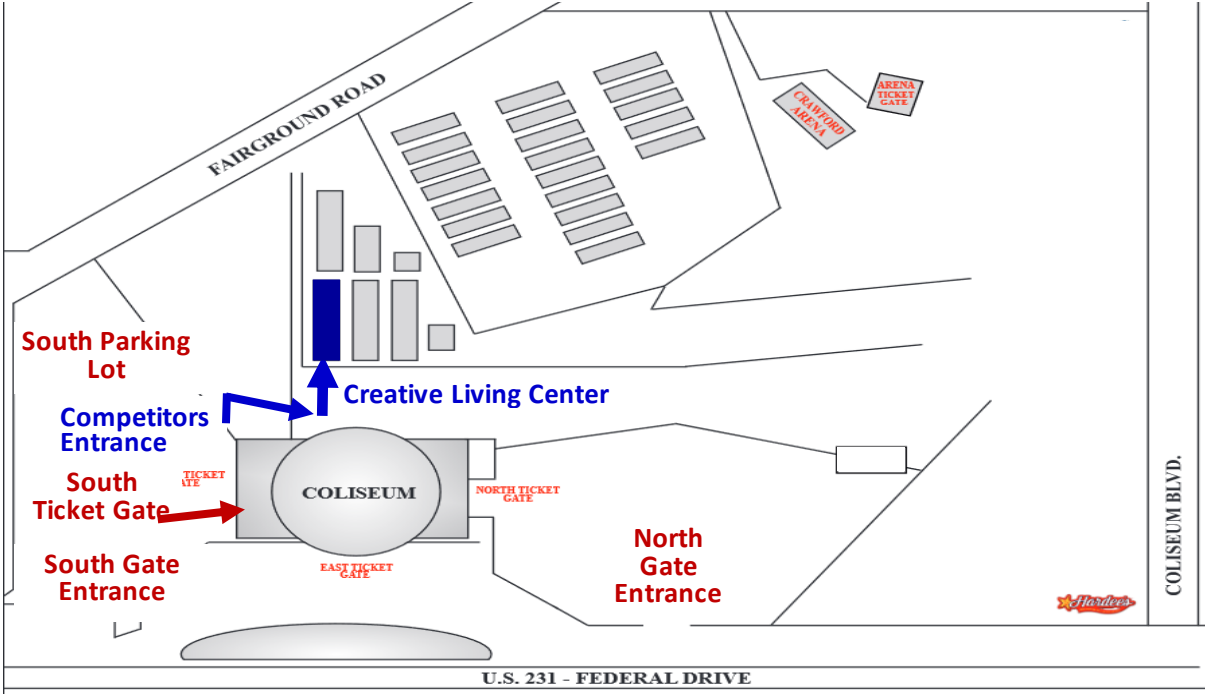 FAIRGROUND ROAD
ARENA
TICKET
GATE
CRAWFORD
ARENA
South Parking
Lot
Creative Living Center
Competitors
Entrance
TICKET
South
Ticket Gate
COLISEUM
NORTH TICKET
GATE
EAST TICKET
GATE
South Gate
Entrance
North
Gate
Entrance
Hardee's
COLISEUM BLVD.
U.S. 231 - FEDERAL DRIVE